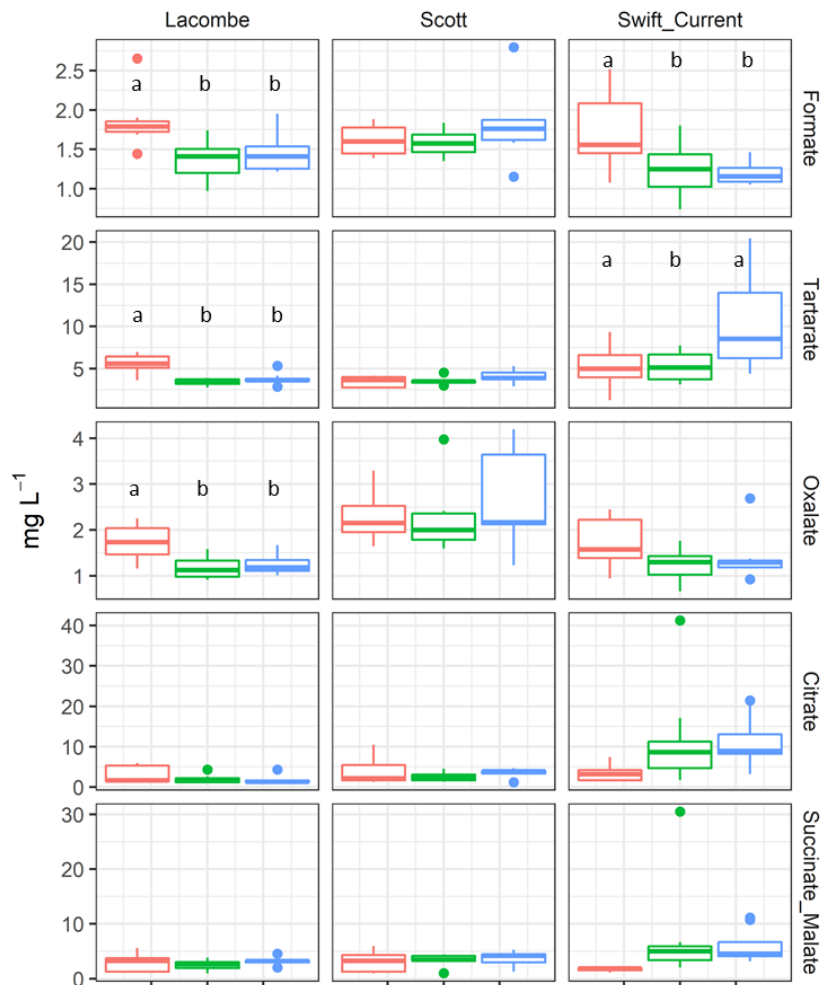 Lacombe Scott Swift_Current
2.5
2.0
1.5
1.0
a b b
a b b
Formate
20
15
10
5
a b b
a b a
Tartarate
4
3
2
1
a b b
Oxalate
40
30
20
10
0
Citrate
30
20
10
0
Succinate_Malate
mg L⁻¹